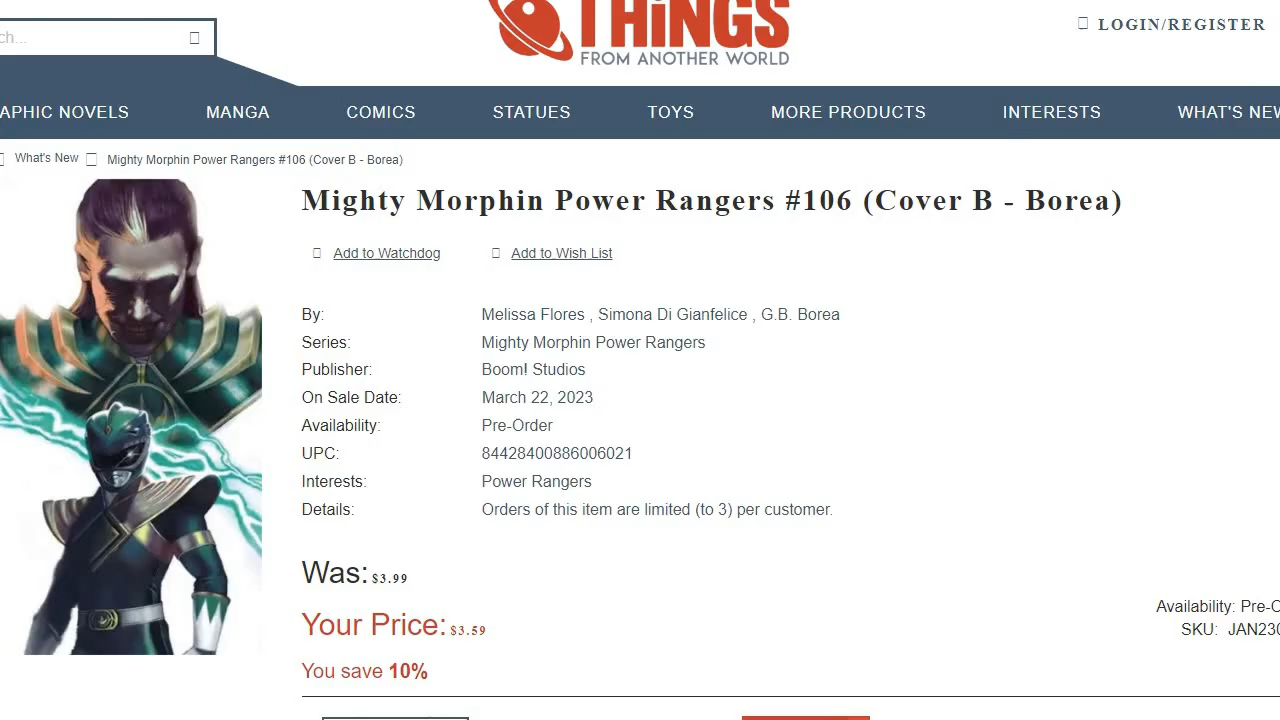 THiNGS
FROM ANOTHER WORLD
ch...
LOGIN/REGISTER
APHIC NOVELS MANGA COMICS STATUES TOYS MORE PRODUCTS INTERESTS WHAT'S NEW
What's New Mighty Morphin Power Rangers #106 (Cover B - Borea)
Mighty Morphin Power Rangers #106 (Cover B - Borea)
Add to Watchdog Add to Wish List
By: Melissa Flores , Simona Di Gianfelice , G.B. Borea
Series: Mighty Morphin Power Rangers
Publisher: Boom! Studios
On Sale Date: March 22, 2023
Availability: Pre-Order
UPC: 84428400886006021
Interests: Power Rangers
Details: Orders of this item are limited (to 3) per customer.
Was: $3.99
Your Price: $3.59
You save 10%
Availability: Pre-O
SKU: JAN230